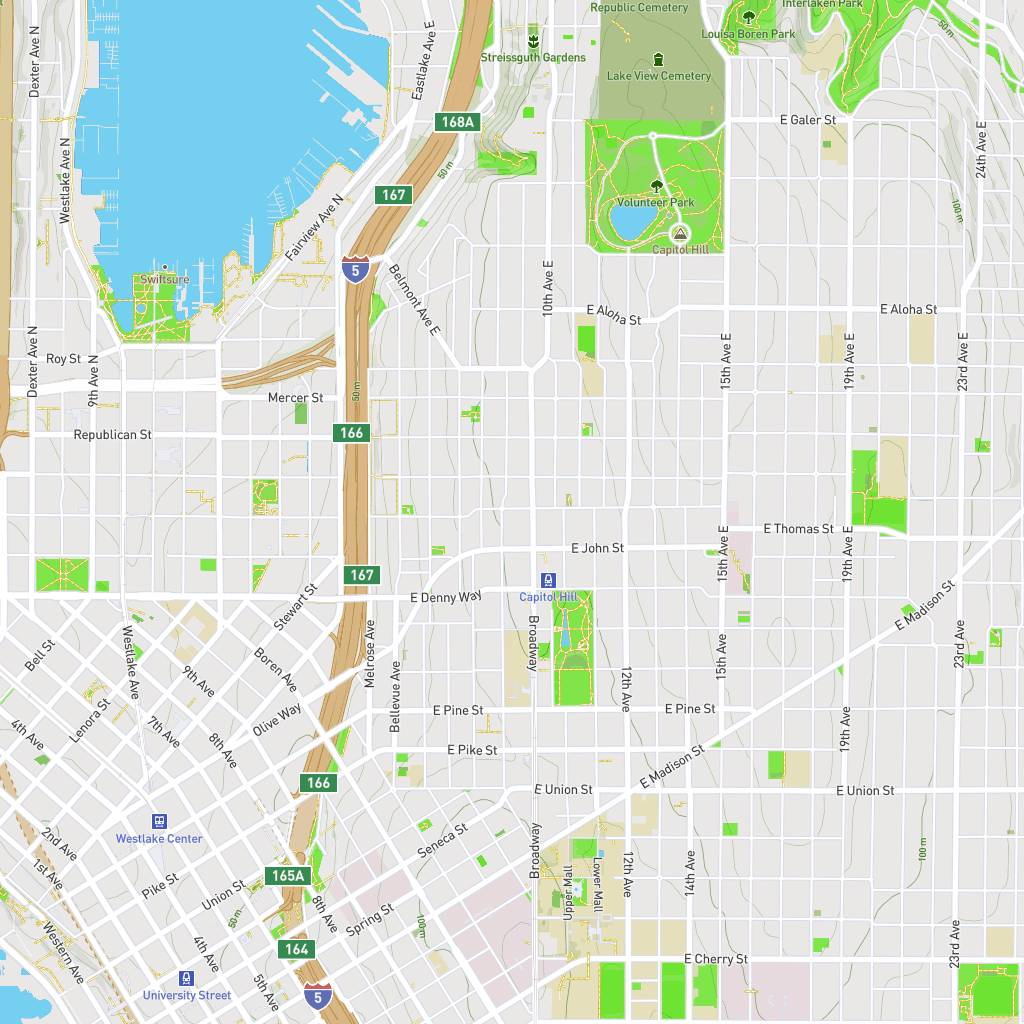 Republic Cemetery
Interlaken Park
Louisa Boren Park
50 m
Dexter Ave N
Eastlake Ave E
Streissguth Gardens
Lake View Cemetery
168A
E Galer St
24th Ave E
Westlake Ave N
50 m
167
Volunteer Park
100 m
Fairview Ave N
Capitol Hill
5
Swiftsure
Belmont Ave E
10th Ave E
E Aloha St
E Aloha St
Dexter Ave N
Roy St
9th Ave N
15th Ave E
19th Ave E
23rd Ave E
50 m
Mercer St
Republican St
166
E Thomas St
E John St
15th Ave E
19th Ave E
167
Capitol Hill
E Denny Way
Stewart St
E Madison St
Bell St
Westlake Ave
Melrose Ave
Broadway
15th Ave
23rd Ave
9th Ave
Boren Ave
Bellevue Ave
12th Ave
Lenora St
Olive Way
E Pine St
E Pine St
4th Ave
7th Ave
8th Ave
19th Ave
E Pike St
E Madison St
166
E Union St
E Union St
Westlake Center
2nd Ave
Seneca St
Broadway
100 m
1st Ave
165A
Pike St
Union St
Upper Mall
Lower Mall
12th Ave
14th Ave
50 m
8th Ave
Spring St
100 m
Western Ave
4th Ave
164
23rd Ave
E Cherry St
University Street
5th Ave
5